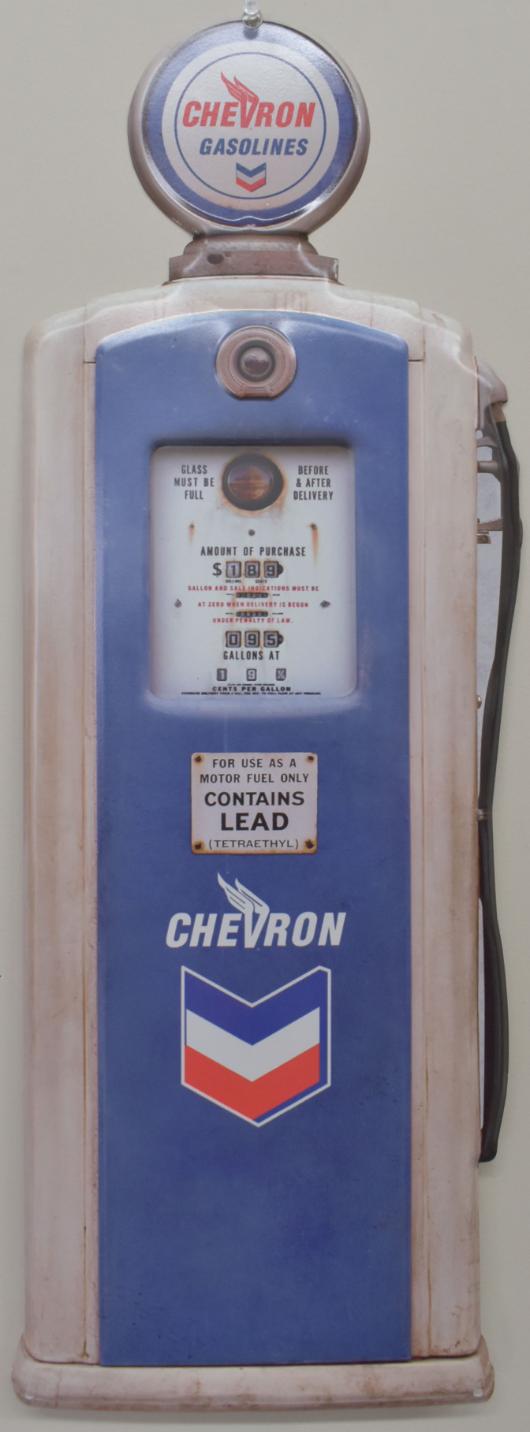 CHEVRON
GASOLINES
GLASS
MUST BE
FULL
BEFORE
& AFTER
DELIVERY
AMOUNT OF PURCHASE
$ 189
GALLON AND SALE INDICATIONS MUST BE
AT ZERO WHEN DELIVERY IS BEGUN
UNDER PENALTY OF LAW.
095
GALLONS AT
1 9
CENTS PER GALLON
FOR USE AS A
MOTOR FUEL ONLY
CONTAINS
LEAD
(TETRAETHYL)
CHEVRON